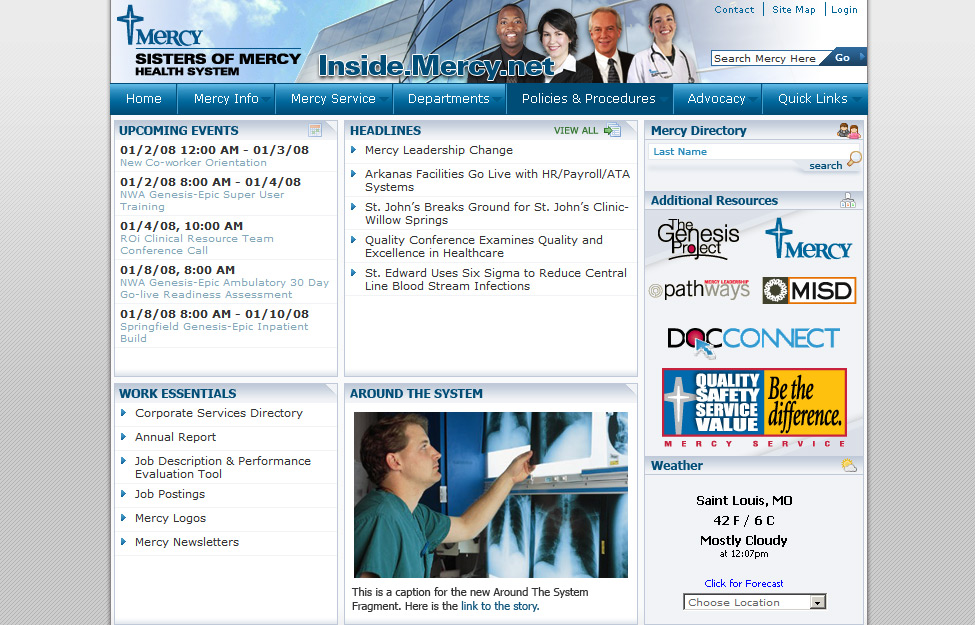 Contact
Site Map
Login
MERCY
SISTERS OF MERCY
HEALTH SYSTEM
Inside.Mercy.net
Search Mercy Here
Go
Home
Mercy Info
Mercy Service
Departments
Policies & Procedures
Advocacy
Quick Links
UPCOMING EVENTS
01/2/08 12:00 AM - 01/3/08
New Co-worker Orientation
01/2/08 8:00 AM - 01/4/08
NWA Genesis-Epic Super User
Training
01/4/08, 10:00 AM
ROi Clinical Resource Team
Conference Call
01/8/08, 8:00 AM
NWA Genesis-Epic Ambulatory 30 Day
Go-live Readiness Assessment
01/8/08 8:00 AM - 01/10/08
Springfield Genesis-Epic Inpatient
Build
HEADLINES
VIEW ALL
Mercy Leadership Change
Arkansas Facilities Go Live with HR/Payroll/ATA
Systems
St. John's Breaks Ground for St. John's Clinic-
Willow Springs
Quality Conference Examines Quality and
Excellence in Healthcare
St. Edward Uses Six Sigma to Reduce Central
Line Blood Stream Infections
Mercy Directory
Last Name
search
Additional Resources
The
Genesis
Project
MERCY
MERCY LEADERSHIP
pathways
MISD
DOCCONNECT
QUALITY
SAFETY
SERVICE
VALUE
Be the
difference.
MERCY SERVICE
Weather
Saint Louis, MO
42 F / 6 C
Mostly Cloudy
at 12:07pm
Click for Forecast
Choose Location
WORK ESSENTIALS
Corporate Services Directory
Annual Report
Job Description & Performance
Evaluation Tool
Job Postings
Mercy Logos
Mercy Newsletters
AROUND THE SYSTEM
This is a caption for the new Around The System
Fragment. Here is the link to the story.